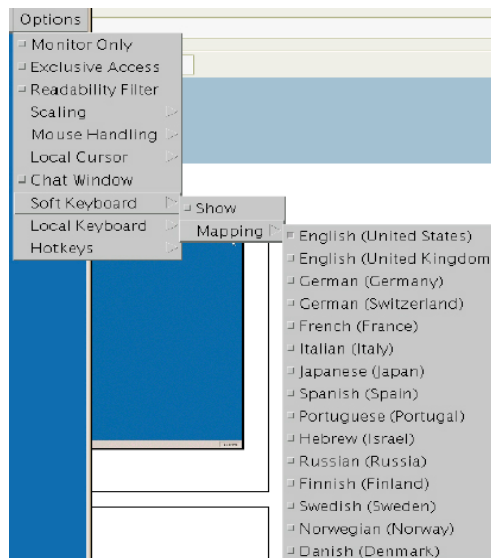 Options
Monitor Only
Exclusive Access
Readability Filter
Scaling
Mouse Handling
Local Cursor
Chat Window
Soft Keyboard
Local Keyboard
Hotkeys
Show
Mapping
English (United States)
English (United Kingdom
German (Germany)
German (Switzerland)
French (France)
Italian (Italy)
Japanese (Japan)
Spanish (Spain)
Portuguese (Portugal)
Hebrew (Israel)
Russian (Russia)
Finnish (Finland)
Swedish (Sweden)
Norwegian (Norway)
Danish (Denmark)